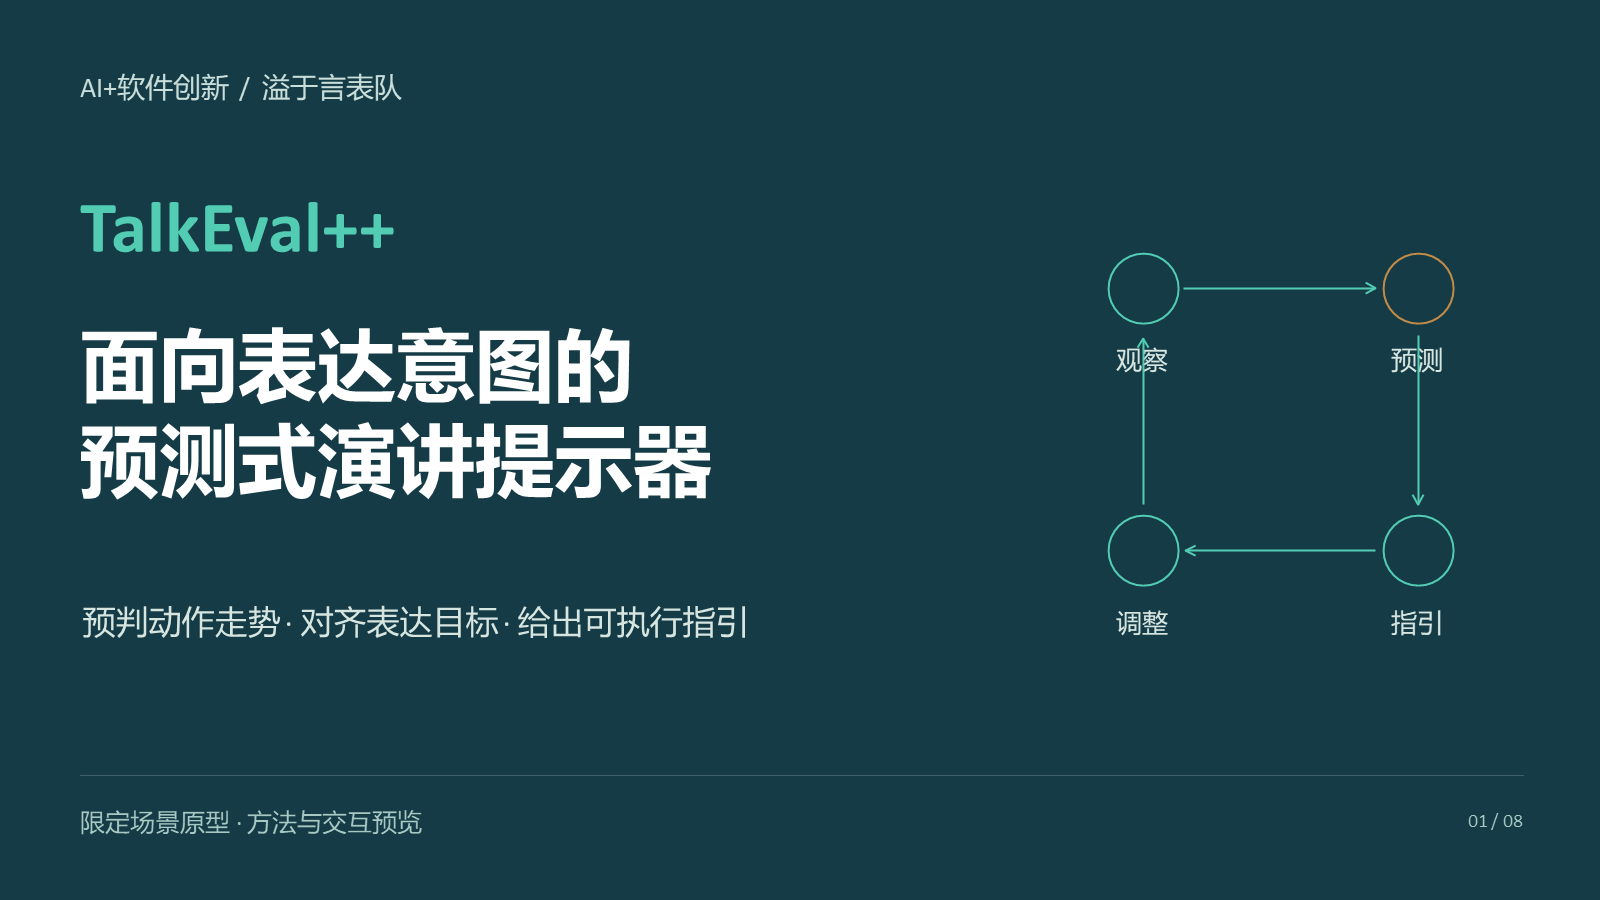 AI+软件创新 / 溢于言表队
TalkEval++
面向表达意图的
预测式演讲提示器
预判动作走势· 对齐表达目标· 给出可执行指引
观察
预测
调整
指引
限定场景原型 · 方法与交互预览
01 / 08